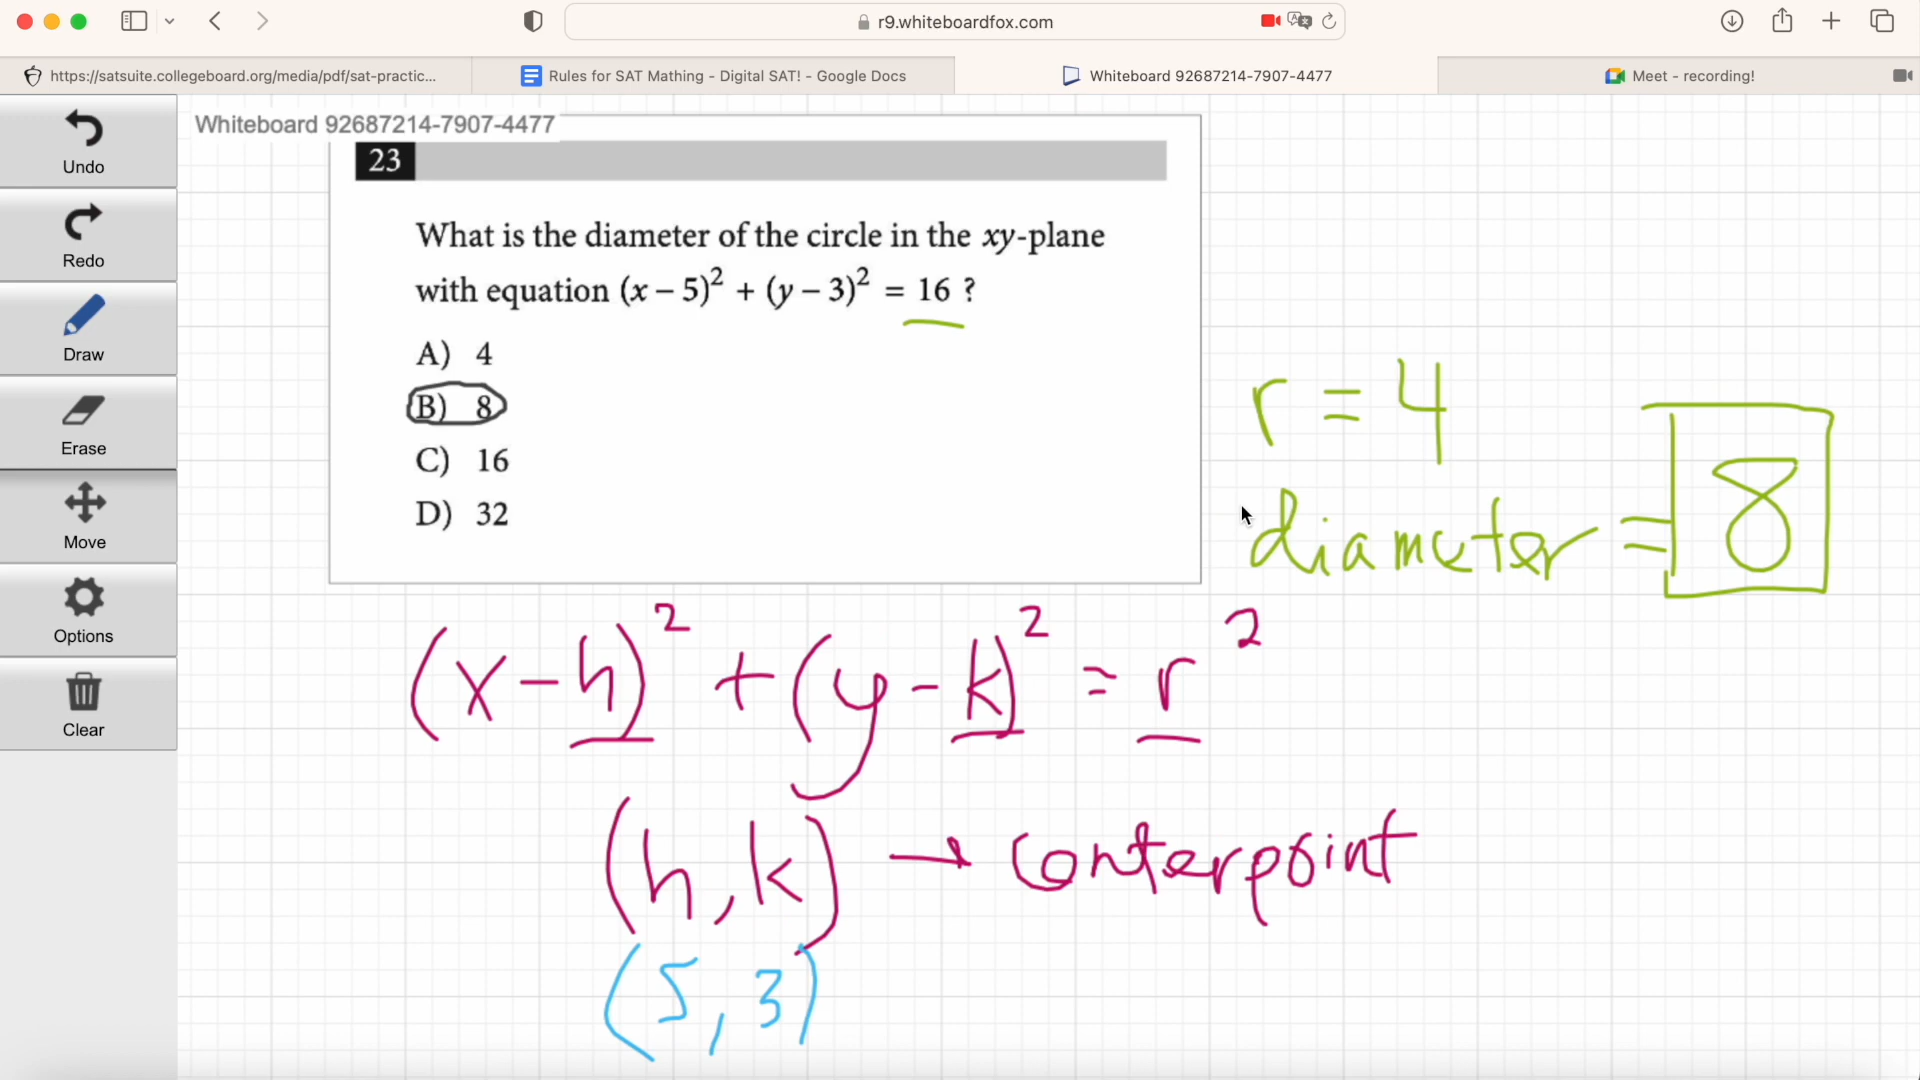 r9.whiteboardfox.com
https://satsuite.collegeboard.org/media/pdf/sat-practic...
Rules for SAT Mathing - Digital SAT! - Google Docs
Whiteboard 92687214-7907-4477
Meet - recording!
Undo
Redo
Draw
Erase
Move
Options
Clear
Whiteboard 92687214-7907-4477
23
What is the diameter of the circle in the xy-plane
with equation (x – 5)² + (y – 3)² = 16 ?
A) 4
B) 8
C) 16
D) 32
r = 4
diameter = 8
(x - h)² + (y - k)² = r²
(h, k) → conterpoint
(5, 3)